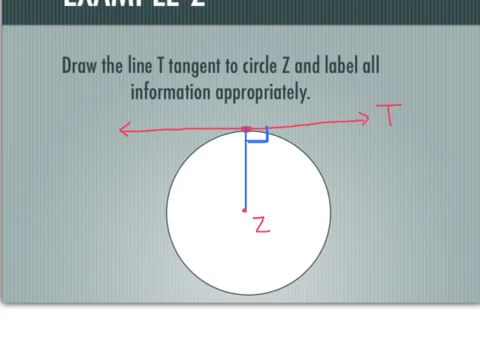 EXAMPLE 2
Draw the line T tangent to circle Z and label all
information appropriately.
T
Z